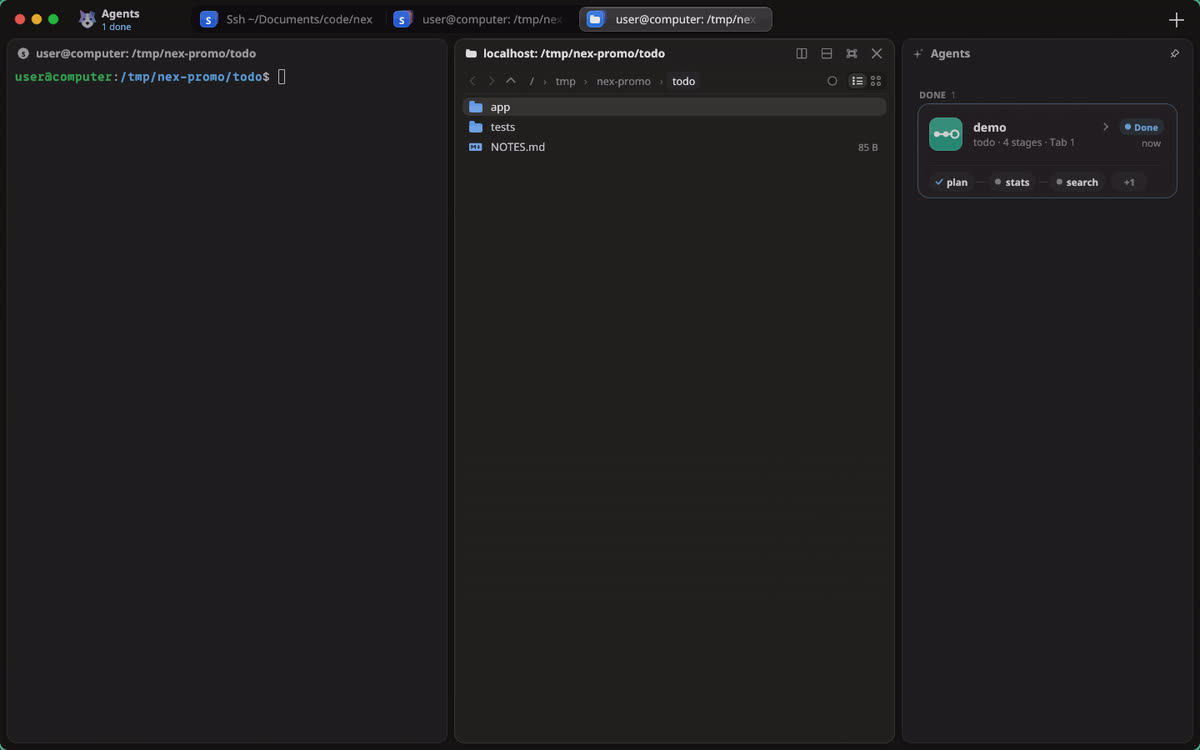 Agents
1 done
Ssh ~/Documents/code/nex
user@computer: /tmp/nex
user@computer: /tmp/nex
user@computer: /tmp/nex-promo/todo
user@computer:/tmp/nex-promo/todo$
localhost: /tmp/nex-promo/todo
/ › tmp › nex-promo › todo
app
tests
NOTES.md 85 B
Agents
DONE 1
demo Done
todo · 4 stages · Tab 1 now
plan stats search +1